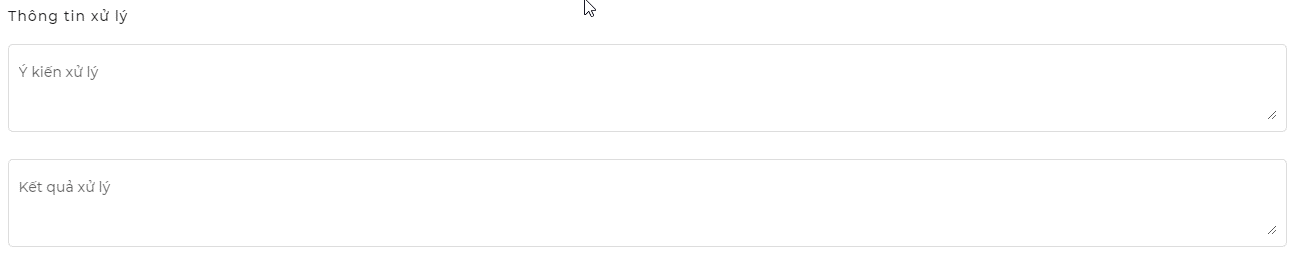 Thông tin xử lý
Ý kiến xử lý
Kết quả xử lý